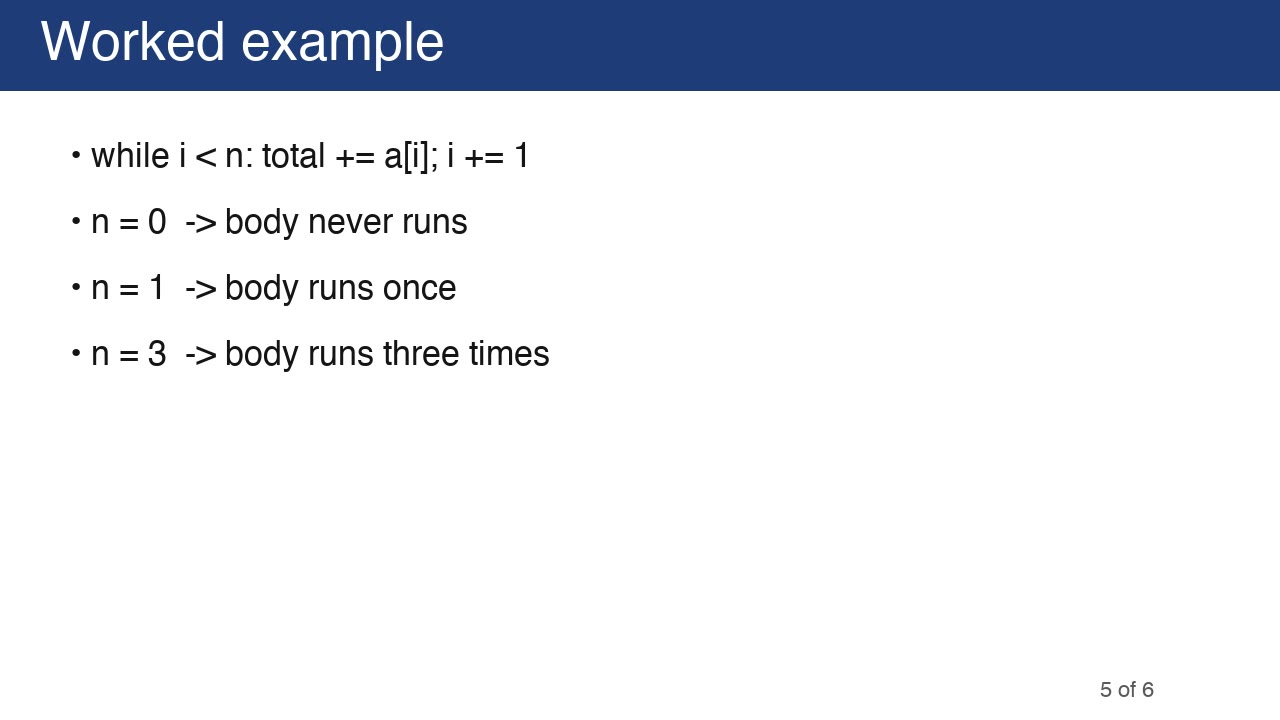 Worked example
• while i < n: total += a[i]; i += 1
• n = 0  -> body never runs
• n = 1  -> body runs once
• n = 3  -> body runs three times
5 of 6